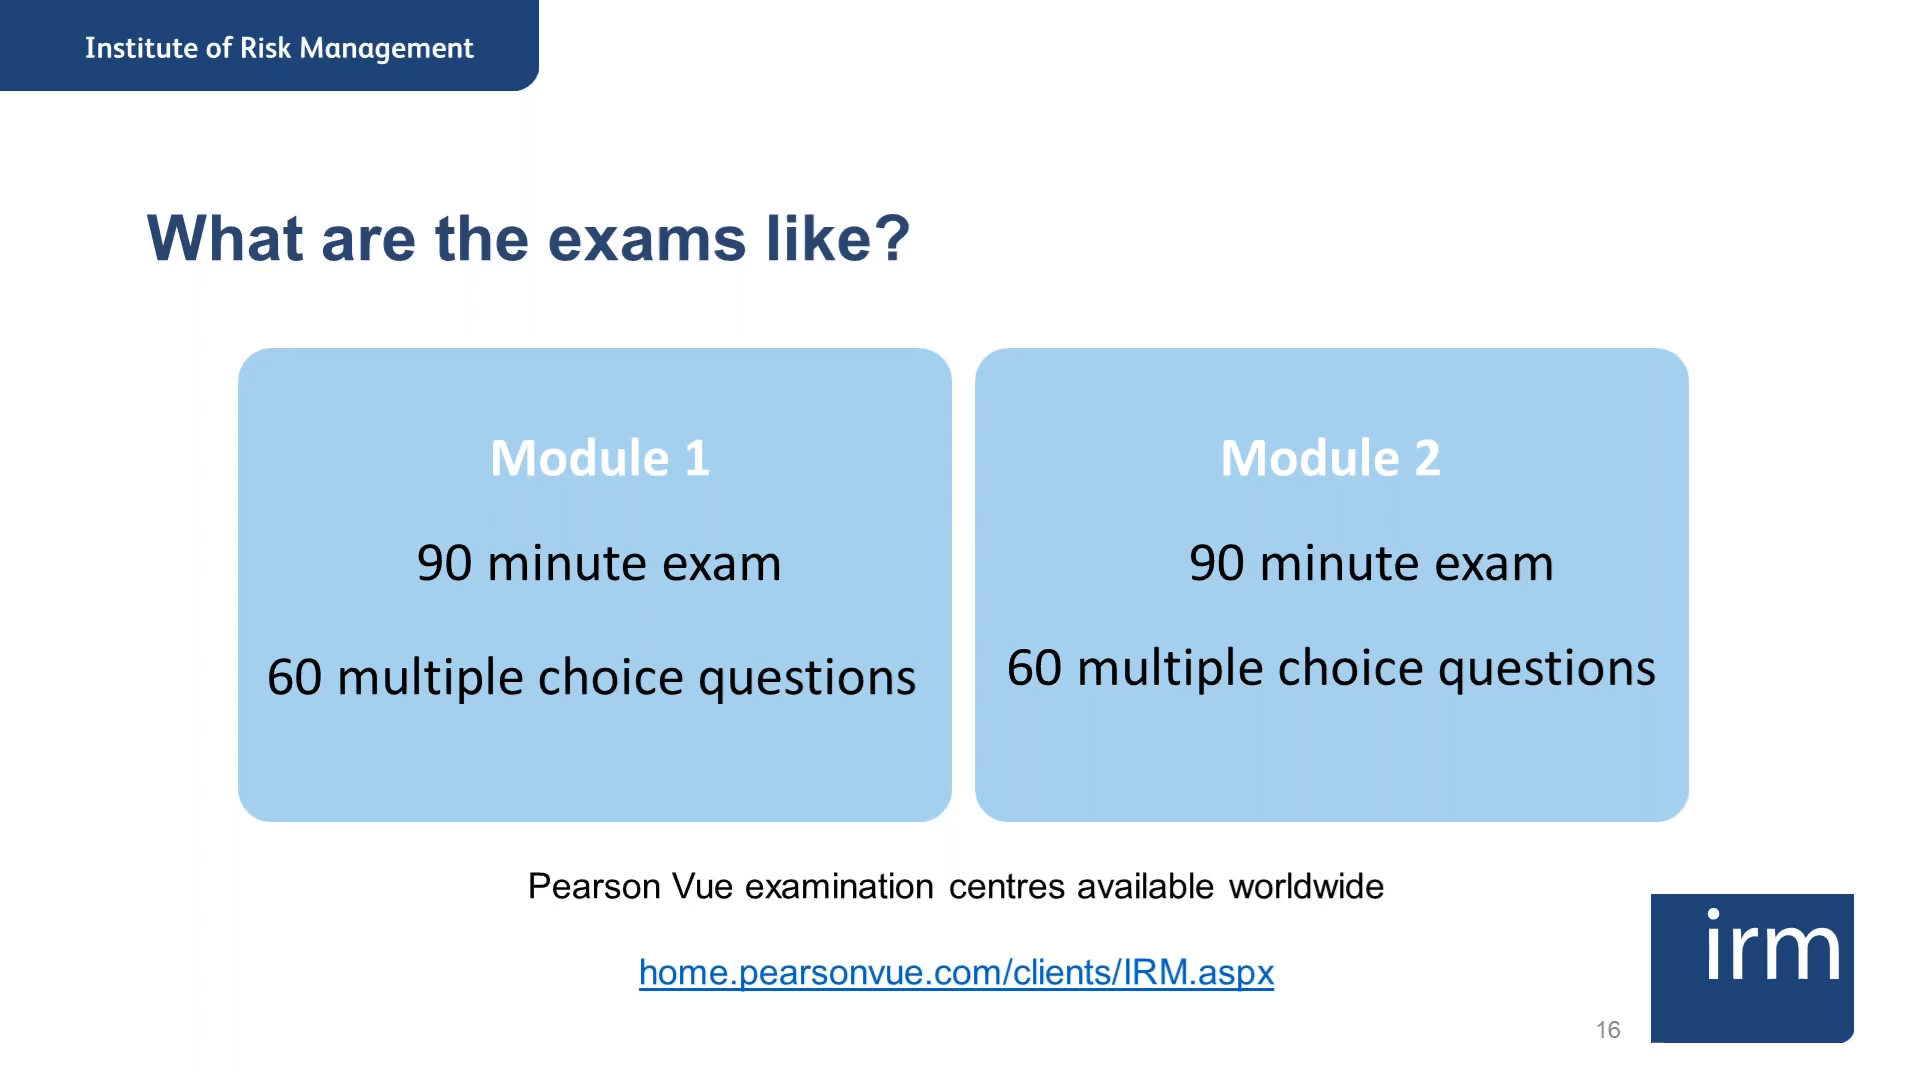 Institute of Risk Management
What are the exams like?
Module 1
90 minute exam
60 multiple choice questions
Module 2
90 minute exam
60 multiple choice questions
Pearson Vue examination centres available worldwide
home.pearsonvue.com/clients/IRM.aspx
irm
16